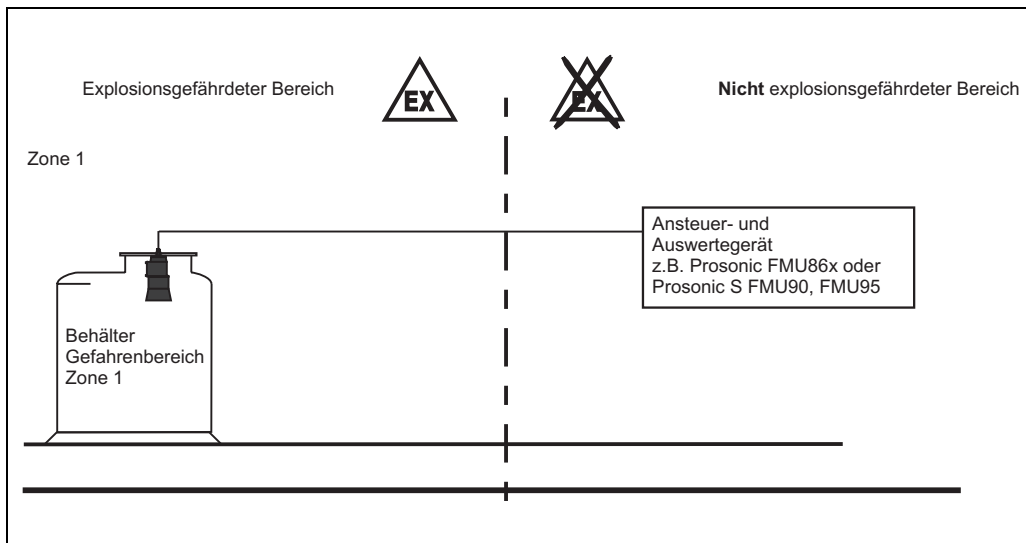 Explosionsgefährdeter Bereich
EX
EX
Nicht explosionsgefährdeter Bereich
Zone 1
Ansteuer- und
Auswertegerät
z.B. Prosonic FMU86x oder
Prosonic S FMU90, FMU95
Behälter
Gefahrenbereich
Zone 1